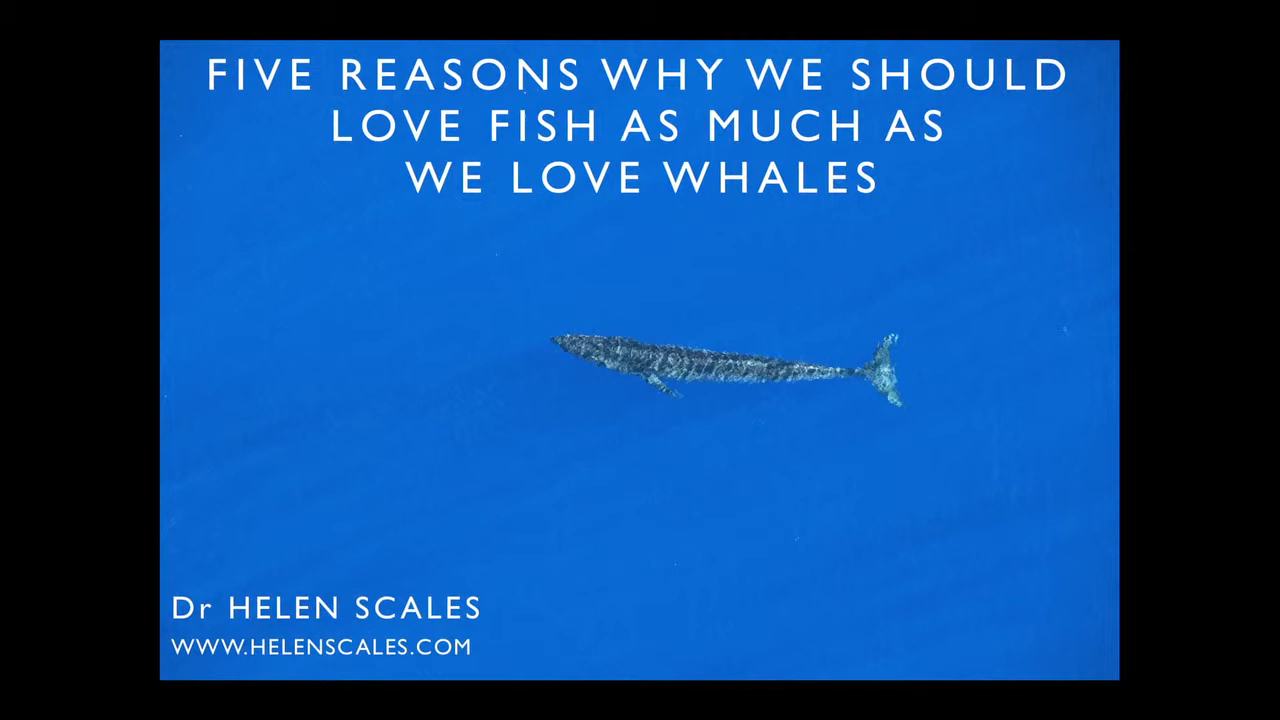 FIVE REASONS WHY WE SHOULD
LOVE FISH AS MUCH AS
WE LOVE WHALES
Dr HELEN SCALES
WWW.HELENSCALES.COM